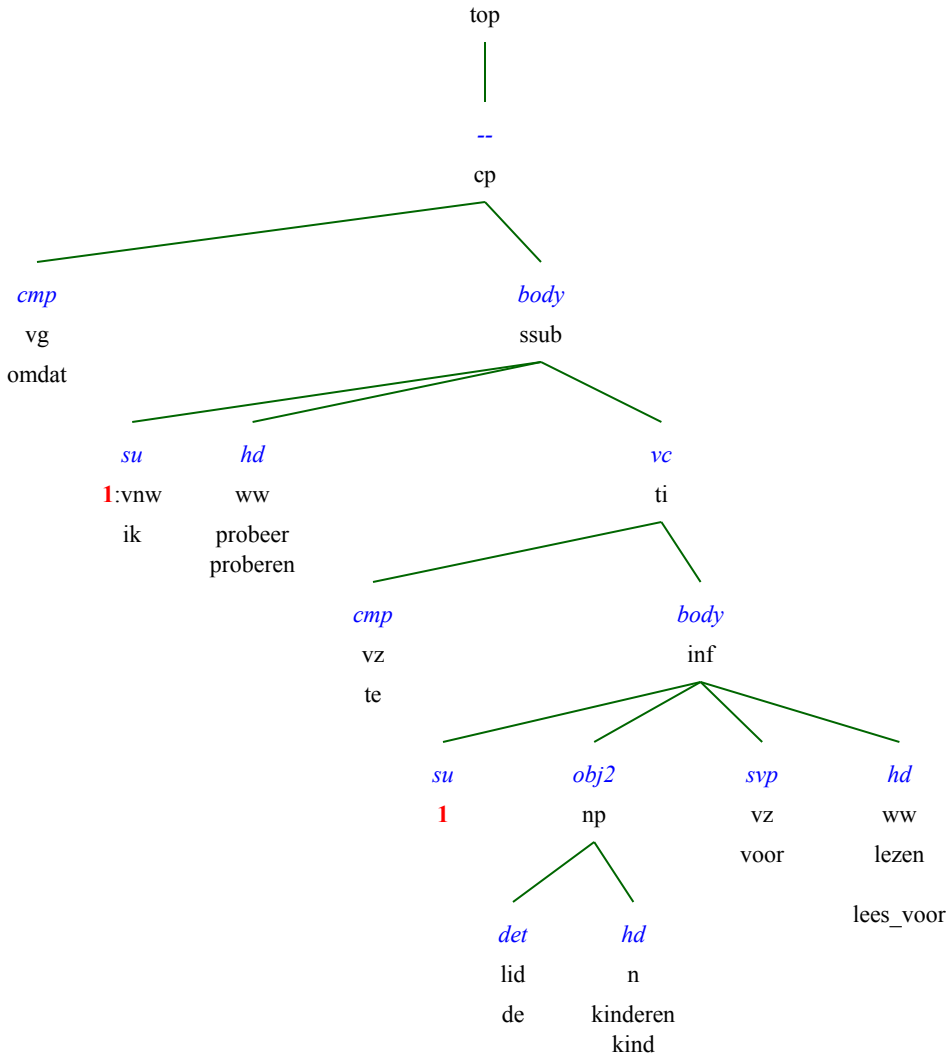 top
--
cp
cmp body
vg ssub
omdat
su hd vc
1:vnw ww ti
ik probeer
proberen
cmp body
vz inf
te
su obj2 svp hd
1 np vz ww
voor lezen
lees_voor
det hd
lid n
de kinderen
kind